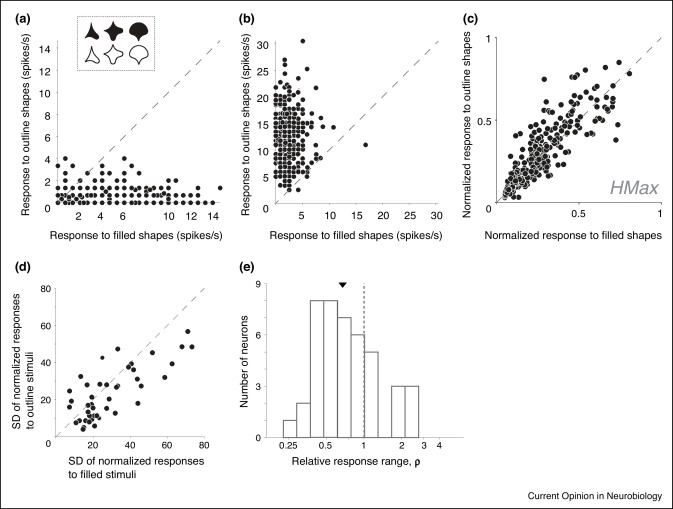 (a)
Response to outline shapes (spikes/s)
14
12
10
8
6
4
2
0
2 4 6 8 10 12 14
Response to filled shapes (spikes/s)
(b)
Response to outline shapes (spikes/s)
30
25
20
15
10
5
0
5 10 15 20 25 30
Response to filled shapes (spikes/s)
(c)
Normalized response to outline shapes
1
0.5
0
0.5 1
HMax
Normalized response to filled shapes
(d)
SD of normalized responses
to outline stimuli
80
60
40
20
0
20 40 60 80
SD of normalized responses
to filled stimuli
(e)
Number of neurons
9
6
3
0
0.25 0.5 1 2 3 4
Relative response range, ρ
Current Opinion in Neurobiology